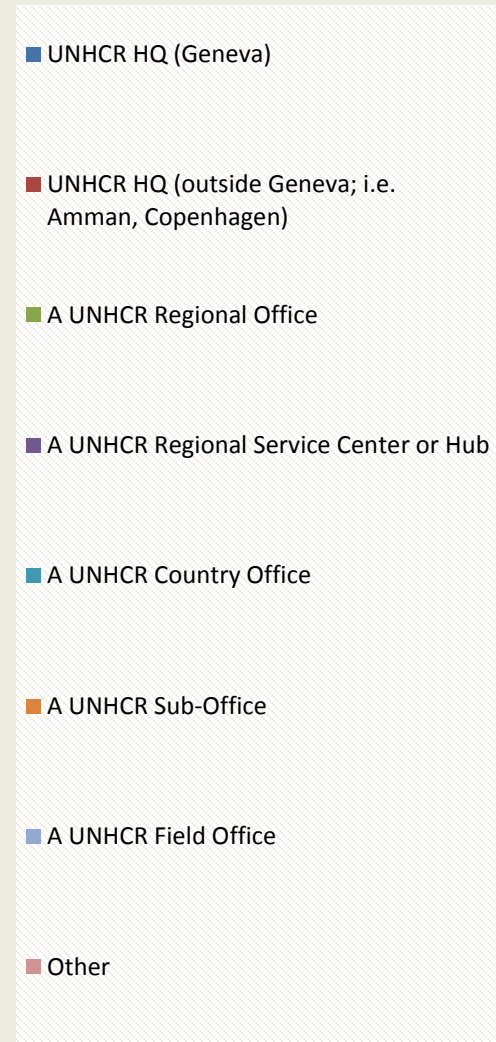 UNHCR HQ (Geneva)
UNHCR HQ (outside Geneva; i.e.
Amman, Copenhagen)
A UNHCR Regional Office
A UNHCR Regional Service Center or Hub
A UNHCR Country Office
A UNHCR Sub-Office
A UNHCR Field Office
Other